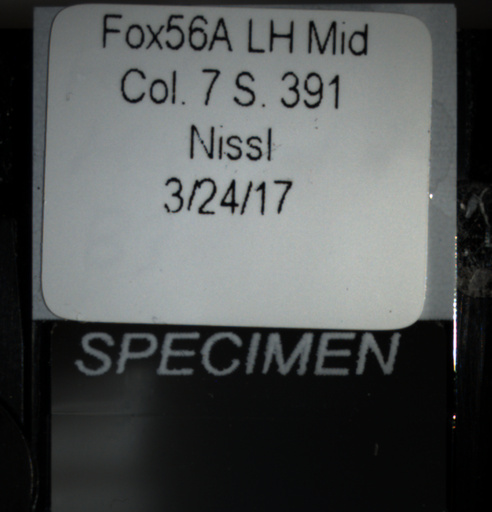 Fox56A LH Mid
Col. 7 S. 391
Nissl
3/24/17
SPECIMEN